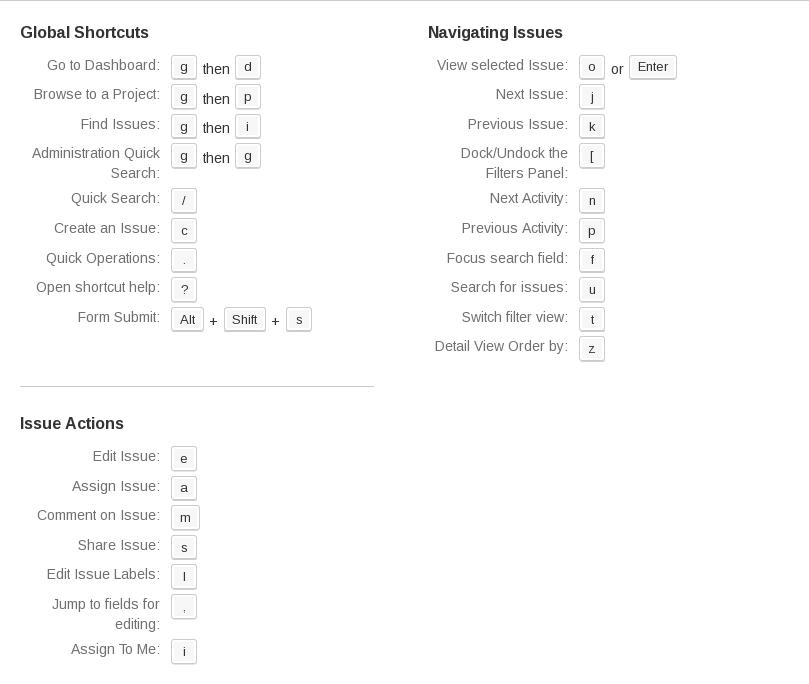 Global Shortcuts
Go to Dashboard: g then d
Browse to a Project: g then p
Find Issues: g then i
Administration Quick g then g
Search:
Quick Search: /
Create an Issue: c
Quick Operations: .
Open shortcut help: ?
Form Submit: Alt + Shift + s
Navigating Issues
View selected Issue: o or Enter
Next Issue: j
Previous Issue: k
Dock/Undock the [
Filters Panel:
Next Activity: n
Previous Activity: p
Focus search field: f
Search for issues: u
Switch filter view: t
Detail View Order by: z
Issue Actions
Edit Issue: e
Assign Issue: a
Comment on Issue: m
Share Issue: s
Edit Issue Labels: l
Jump to fields for ,
editing:
Assign To Me: i